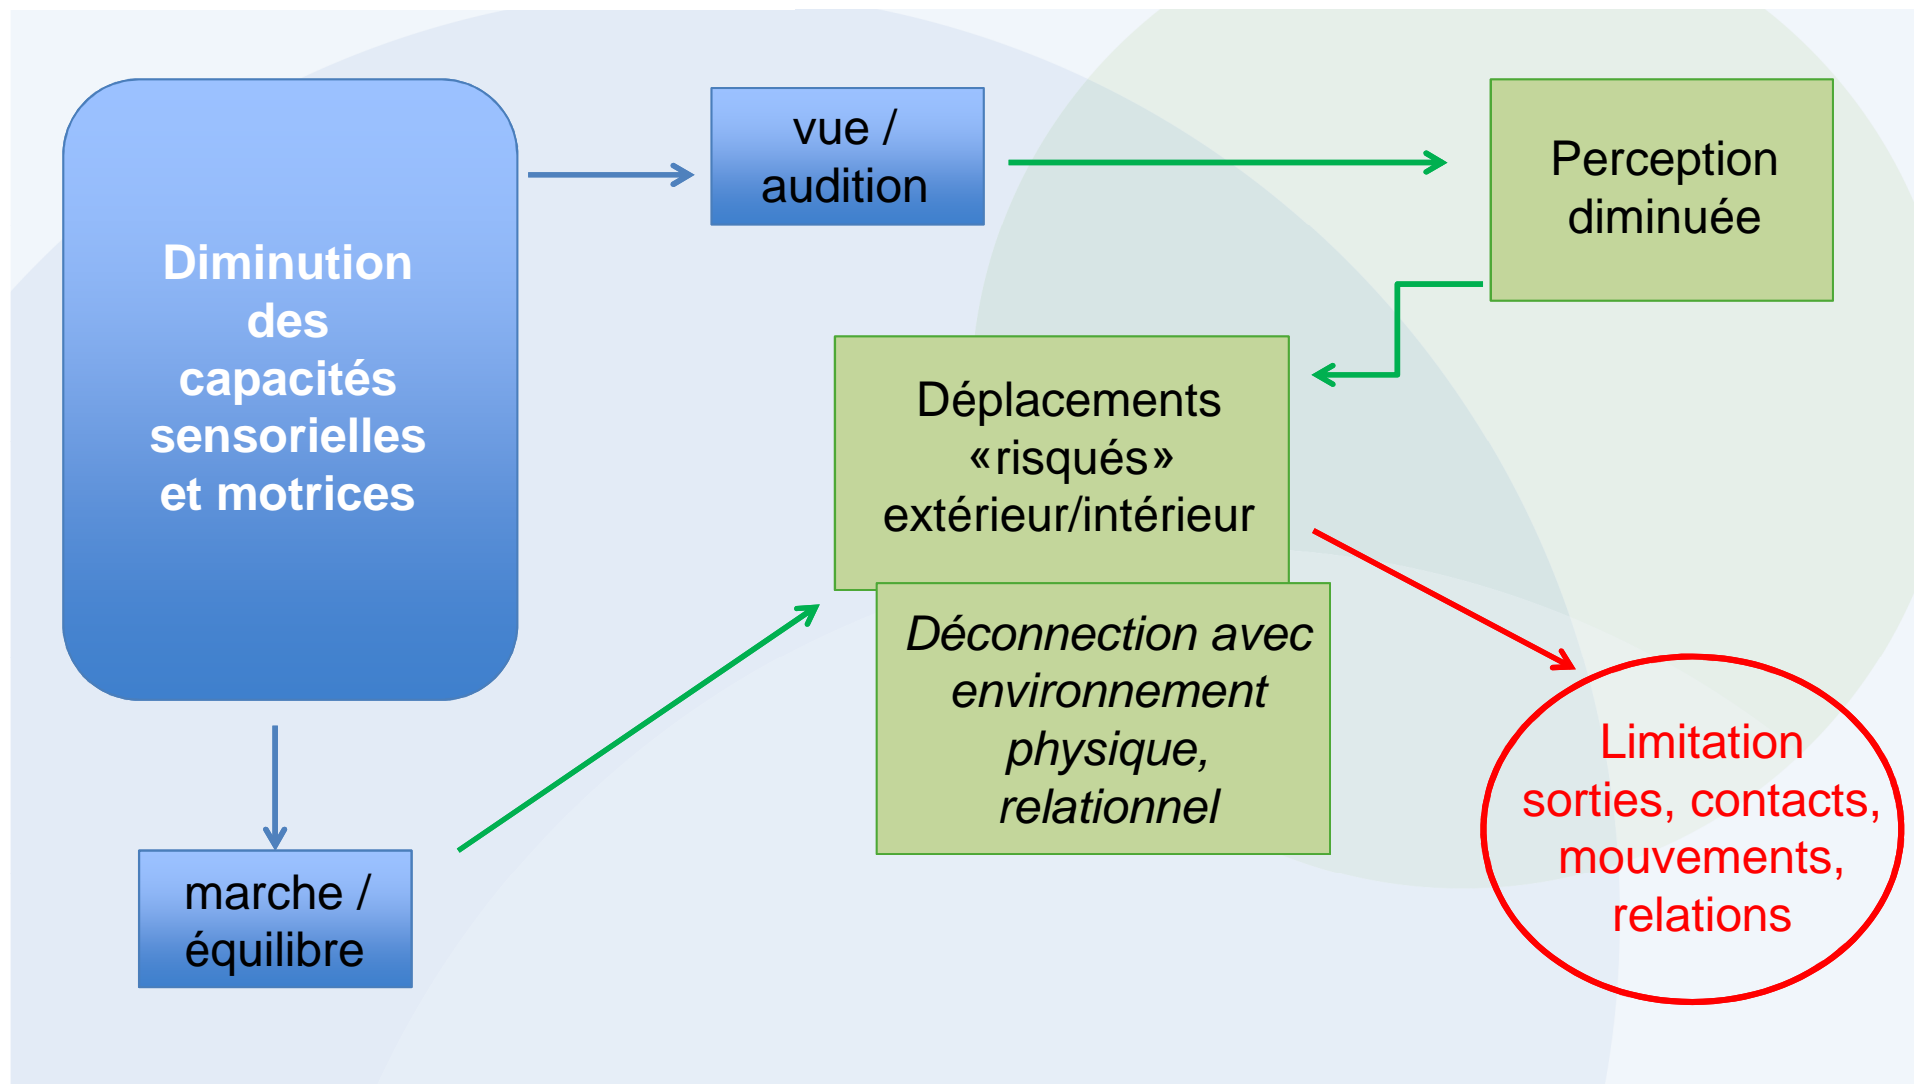 Diminution
des
capacités
sensorielles
et motrices
vue /
audition
Perception
diminuée
Déplacements
«risqués»
extérieur/intérieur
Déconnection avec
environnement
physique,
relationnel
marche /
équilibre
Limitation
sorties, contacts,
mouvements,
relations